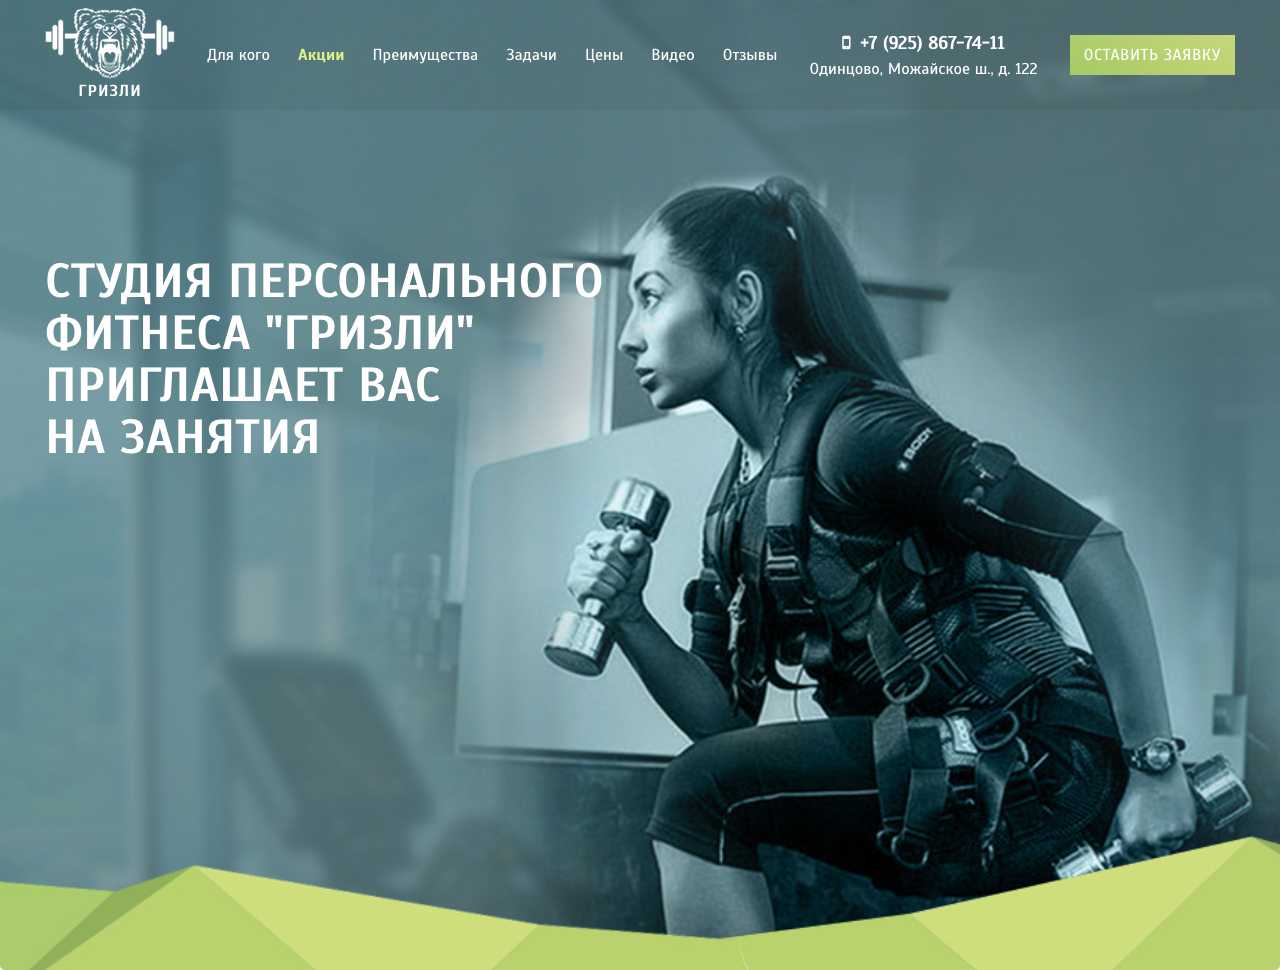 ГРИЗЛИ
Для кого
Акции
Преимущества
Задачи
Цены
Видео
Отзывы
+7 (925) 867-74-11
Одинцово, Можайское ш., д. 122
ОСТАВИТЬ ЗАЯВКУ
СТУДИЯ ПЕРСОНАЛЬНОГО
ФИТНЕСА "ГРИЗЛИ"
ПРИГЛАШАЕТ ВАС
НА ЗАНЯТИЯ
BODY